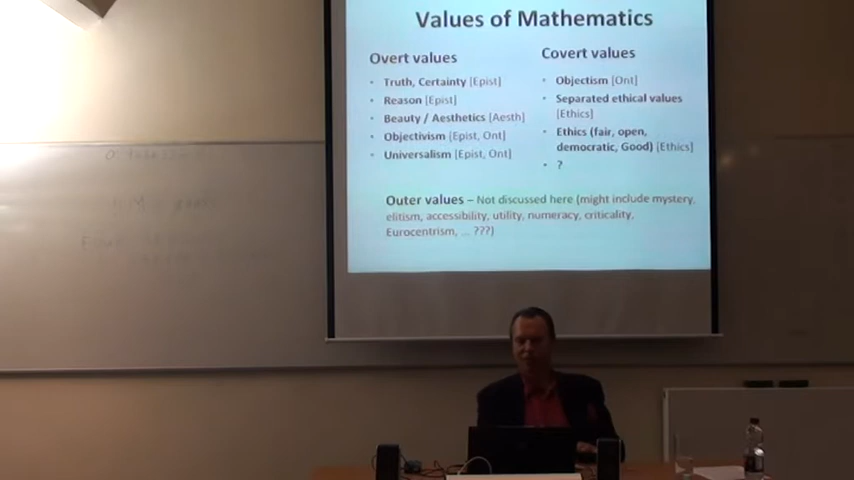 Values of Mathematics
Overt values
• Truth, Certainty [Epist]
• Reason [Epist]
• Beauty / Aesthetics [Aesth]
• Objectivism [Epist, Ont]
• Universalism [Epist, Ont]
Covert values
• Objectism [Ont]
• Separated ethical values
[Ethics]
• Ethics (fair, open,
democratic, Good) [Ethics]
• ?
Outer values – Not discussed here (might include mystery,
elitism, accessibility, utility, numeracy, criticality,
Eurocentrism, ... ???)